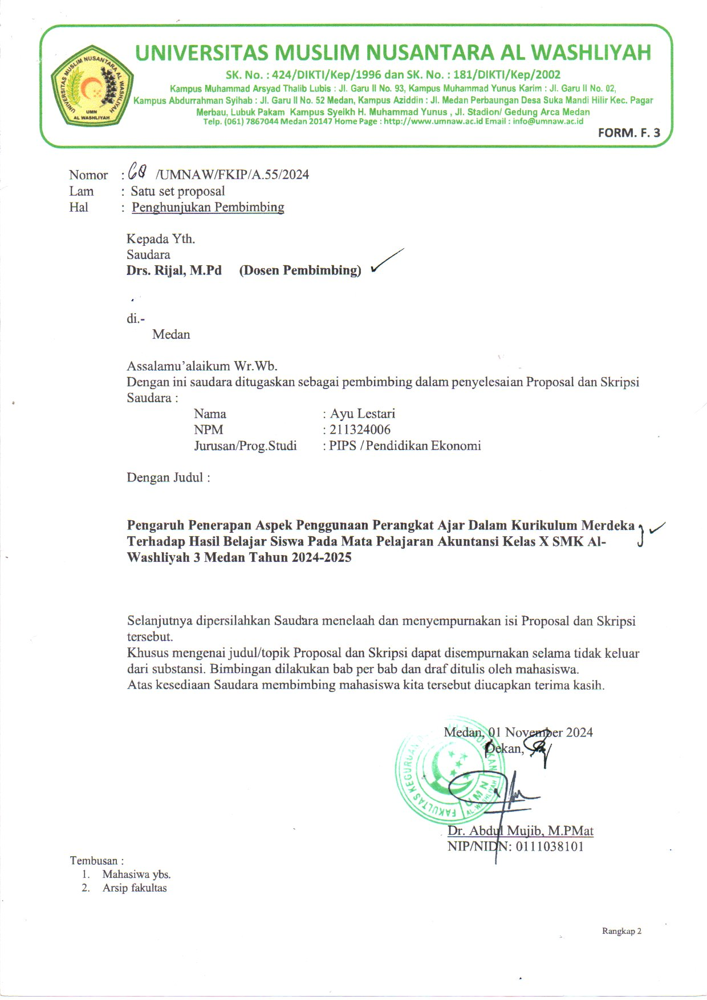 UNIVERSITAS MUSLIM NUSANTARA AL WASHLIYAH
SK. No. : 424/DIKTI/Kep/1996 dan SK. No. : 181/DIKTI/Kep/2002
Kampus Muhammad Arsyad Thalib Lubis : Jl. Garu II No. 93, Kampus Muhammad Yunus Karim : Jl. Garu II No. 02,
Kampus Abdurrahman Syihab : Jl. Garu II No. 52 Medan, Kampus Aziddin : Jl. Medan Perbaungan Desa Suka Mandi Hilir Kec. Pagar
Merbau, Lubuk Pakam Kampus Syeikh H. Muhammad Yunus , Jl. Stadion/ Gedung Arca Medan
Telp. (061) 7867044 Medan 20147 Home Page : http://www.umnaw.ac.id Email : info@umnaw.ac.id
FORM. F. 3
UNIVERSITAS MUSLIM NUSANTARA AL WASHLIYAH
UMN
AL WASHLIYAH
Nomor : /UMNAW/FKIP/A.55/2024
Lam : Satu set proposal
Hal : Penghunjukan Pembimbing
Kepada Yth.
Saudara
Drs. Rijal, M.Pd (Dosen Pembimbing)
di.-
Medan
Assalamu’alaikum Wr.Wb.
Dengan ini saudara ditugaskan sebagai pembimbing dalam penyelesaian Proposal dan Skripsi
Saudara :
Nama : Ayu Lestari
NPM : 211324006
Jurusan/Prog.Studi : PIPS / Pendidikan Ekonomi
Dengan Judul :
Pengaruh Penerapan Aspek Penggunaan Perangkat Ajar Dalam Kurikulum Merdeka
Terhadap Hasil Belajar Siswa Pada Mata Pelajaran Akuntansi Kelas X SMK Al-
Washliyah 3 Medan Tahun 2024-2025
Selanjutnya dipersilahkan Saudara menelaah dan menyempurnakan isi Proposal dan Skripsi
tersebut.
Khusus mengenai judul/topik Proposal dan Skripsi dapat disempurnakan selama tidak keluar
dari substansi. Bimbingan dilakukan bab per bab dan draf ditulis oleh mahasiswa.
Atas kesediaan Saudara membimbing mahasiswa kita tersebut diucapkan terima kasih.
Medan, 01 November 2024
Dekan,
FAKULTAS KEGURUAN
UMN
AL-WASHLIYAH
Dr. Abdul Mujib, M.PMat
NIP/NIDN: 0111038101
Tembusan :
1. Mahasiwa ybs.
2. Arsip fakultas
Rangkap 2